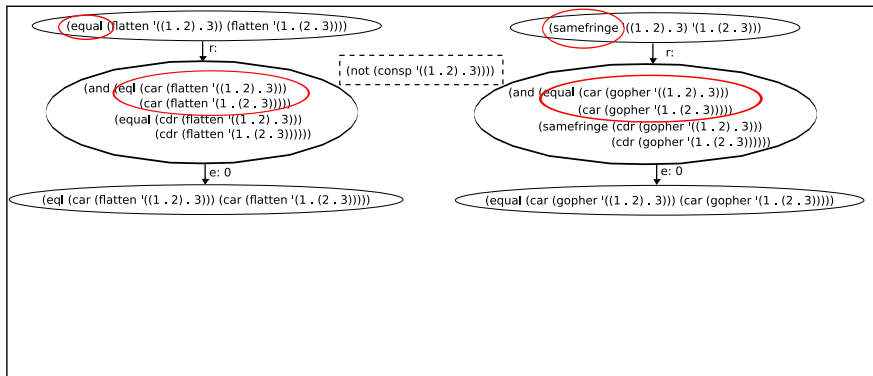 (equal (flatten '((1 . 2) . 3)) (flatten '(1 . (2 . 3))))
r:
(and (eql (car (flatten '((1 . 2) . 3)))
(car (flatten '(1 . (2 . 3)))))
(equal (cdr (flatten '((1 . 2) . 3)))
(cdr (flatten '(1 . (2 . 3))))))
e: 0
(eql (car (flatten '((1 . 2) . 3))) (car (flatten '(1 . (2 . 3)))))
(not (consp '((1 . 2) . 3))))
(samefringe '((1 . 2) . 3) '(1 . (2 . 3)))
r:
(and (equal (car (gopher '((1 . 2) . 3)))
(car (gopher '(1 . (2 . 3)))))
(samefringe (cdr (gopher '((1 . 2) . 3)))
(cdr (gopher '(1 . (2 . 3))))))
e: 0
(equal (car (gopher '((1 . 2) . 3))) (car (gopher '(1 . (2 . 3)))))